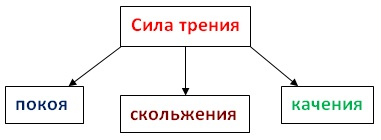 Сила трения
покоя
скольжения
качения